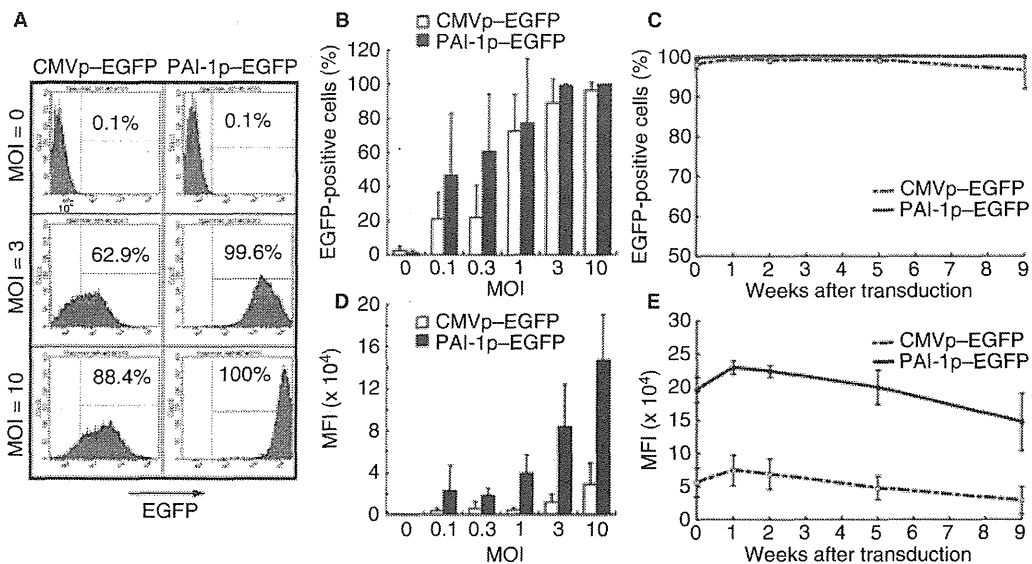 A
CMVp–EGFP PAI-1p–EGFP
MOI = 0
0.1%
0.1%
MOI = 3
62.9%
99.6%
MOI = 10
88.4%
100%
EGFP
B
CMVp–EGFP
PAI-1p–EGFP
EGFP-positive cells (%)
120
100
80
60
40
20
0
0 0.1 0.3 1 3 10
MOI
C
EGFP-positive cells (%)
100
90
80
70
60
50
CMVp–EGFP
PAI-1p–EGFP
0 1 2 5 9
Weeks after transduction
D
CMVp–EGFP
PAI-1p–EGFP
MFI (x 10⁴)
20
16
12
8
4
0
0 0.1 0.3 1 3 10
MOI
E
CMVp–EGFP
PAI-1p–EGFP
MFI (x 10⁴)
30
25
20
15
10
5
0
0 1 2 3 4 5 6 7 8 9
Weeks after transduction